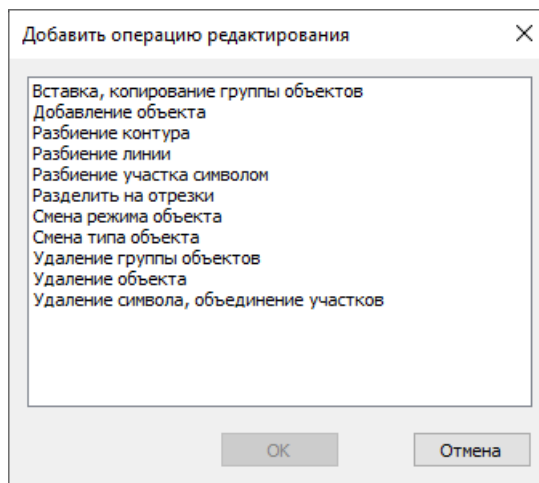 Добавить операцию редактирования
Вставка, копирование группы объектов
Добавление объекта
Разбиение контура
Разбиение линии
Разбиение участка символом
Разделить на отрезки
Смена режима объекта
Смена типа объекта
Удаление группы объектов
Удаление объекта
Удаление символа, объединение участков
ОК
Отмена